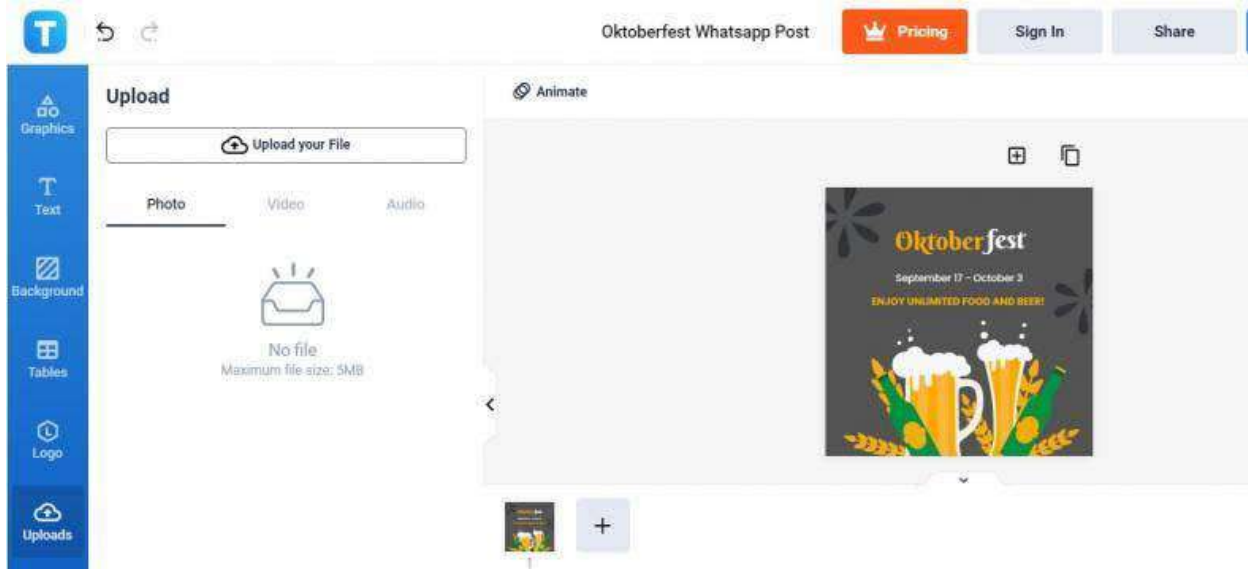 T
Oktoberfest Whatsapp Post
Pricing
Sign In
Share
Graphics
Text
Background
Tables
Logo
Uploads
Upload
Upload your File
Photo
Video
Audio
No file
Maximum file size: 5MB
Animate
Oktoberfest
September 17 - October 3
ENJOY UNLIMITED FOOD AND BEER!
1